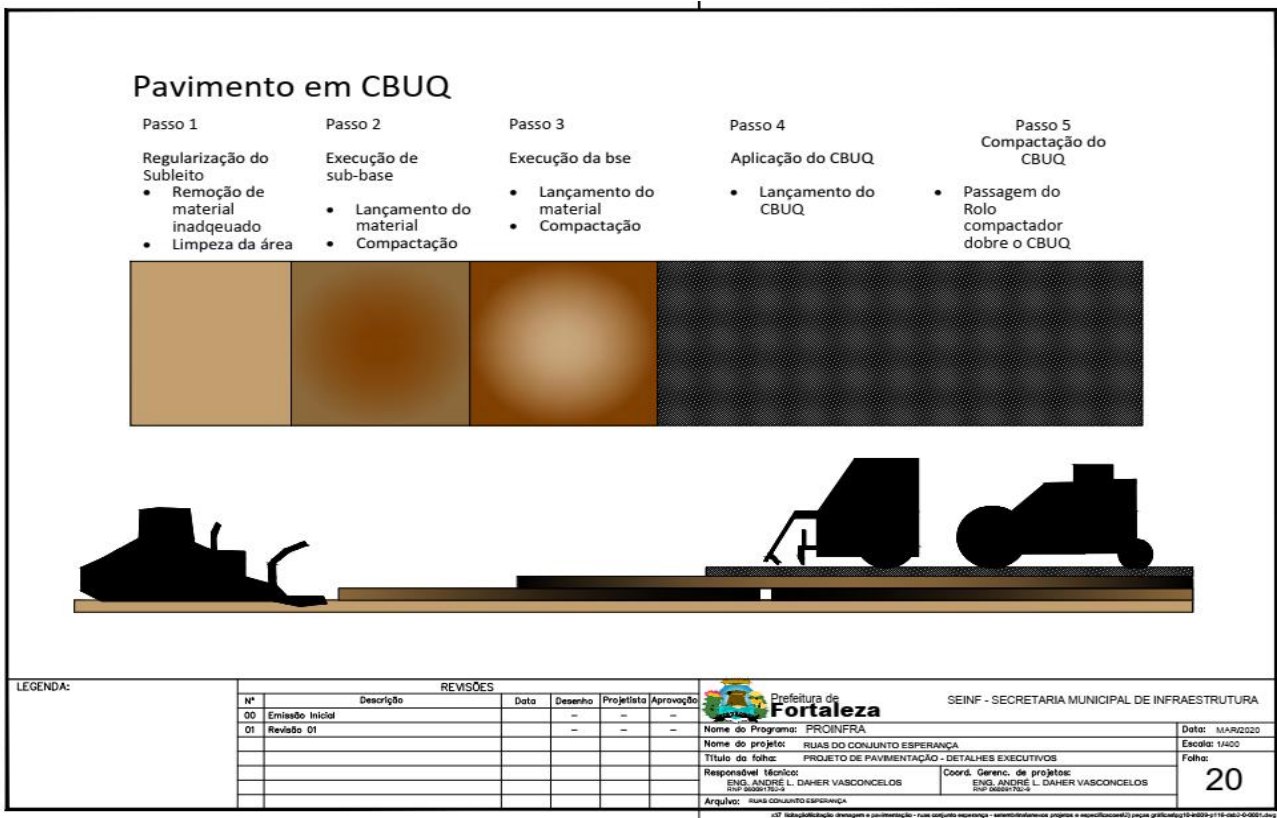 Pavimento em CBUQ
Passo 1
Regularização do
Subleito
• Remoção de
material
inadqeuado
• Limpeza da área
Passo 2
Execução de
sub-base
• Lançamento do
material
• Compactação
Passo 3
Execução da bse
• Lançamento do
material
• Compactação
Passo 4
Aplicação do CBUQ
• Lançamento do
CBUQ
Passo 5
Compactação do
CBUQ
• Passagem do
Rolo
compactador
dobre o CBUQ
LEGENDA:
REVISÕES
Nº Descrição Data Desenho Projetista Aprovação
00 Emissão Inicial – – –
01 Revisão 01 – – –
Prefeitura de
Fortaleza
SEINF - SECRETARIA MUNICIPAL DE INFRAESTRUTURA
Nome do Programa: PROINFRA
Data: MAR/2020
Nome do projeto: RUAS DO CONJUNTO ESPERANÇA
Escala: 1/400
Título da folha: PROJETO DE PAVIMENTAÇÃO - DETALHES EXECUTIVOS
Folha:
20
Responsável técnico:
ENG. ANDRÉ L. DAHER VASCONCELOS
Coord. Gerenc. de projetos:
ENG. ANDRÉ L. DAHER VASCONCELOS
Arquivo: RUAS CONJUNTO ESPERANÇA